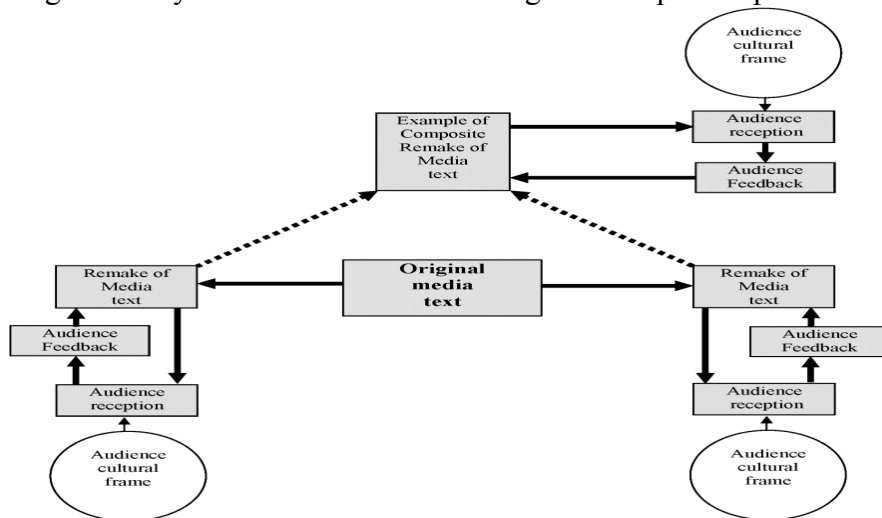 Audience
cultural
frame
Example of
Composite
Remake of
Media
text
Audience
reception
Audience
Feedback
Remake of
Media
text
Original
media
text
Remake of
Media
text
Audience
Feedback
Audience
Feedback
Audience
reception
Audience
reception
Audience
cultural
frame
Audience
cultural
frame